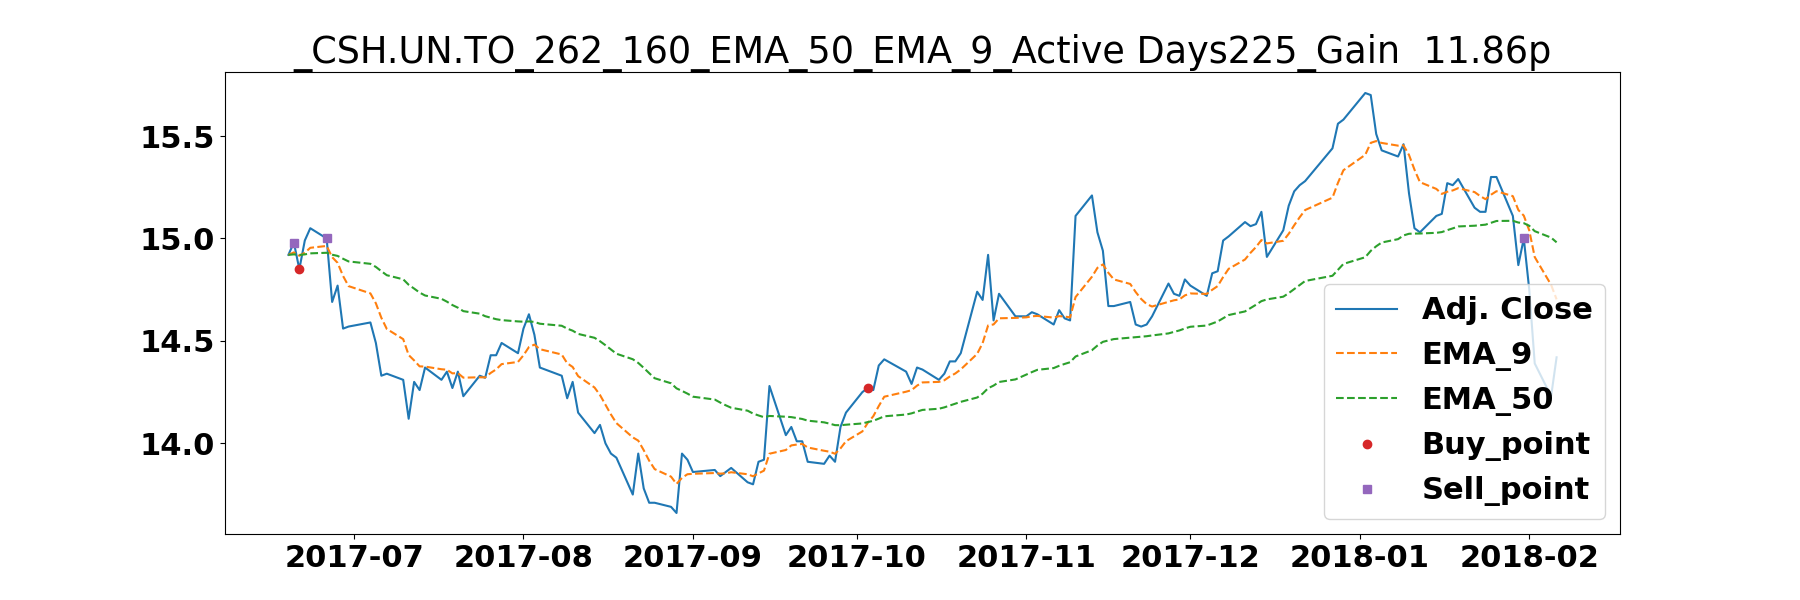 _CSH.UN.TO_262_160_EMA_50_EMA_9_Active Days225_Gain  11.86p
15.5
15.0
14.5
14.0
Adj. Close
EMA_9
EMA_50
Buy_point
Sell_point
2017-07 2017-08 2017-09 2017-10 2017-11 2017-12 2018-01 2018-02